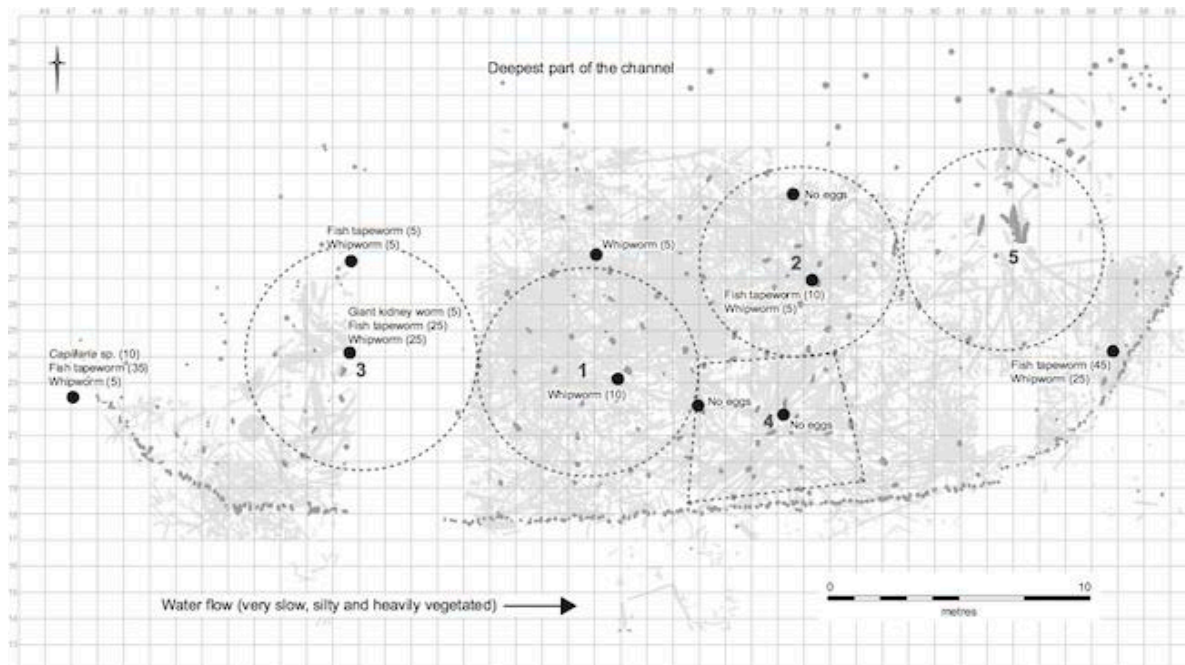 Deepest part of the channel
No eggs
Fish tapeworm (5)
Whipworm (5)
Whipworm (5)
2
5
Fish tapeworm (10)
Whipworm (5)
Giant kidney worm (5)
Fish tapeworm (25)
Whipworm (25)
3
Capillaria sp. (10)
Fish tapeworm (35)
Whipworm (5)
1
Whipworm (10)
Fish tapeworm (45)
Whipworm (25)
No eggs
4
No eggs
Water flow (very slow, silty and heavily vegetated)
0 10
metres